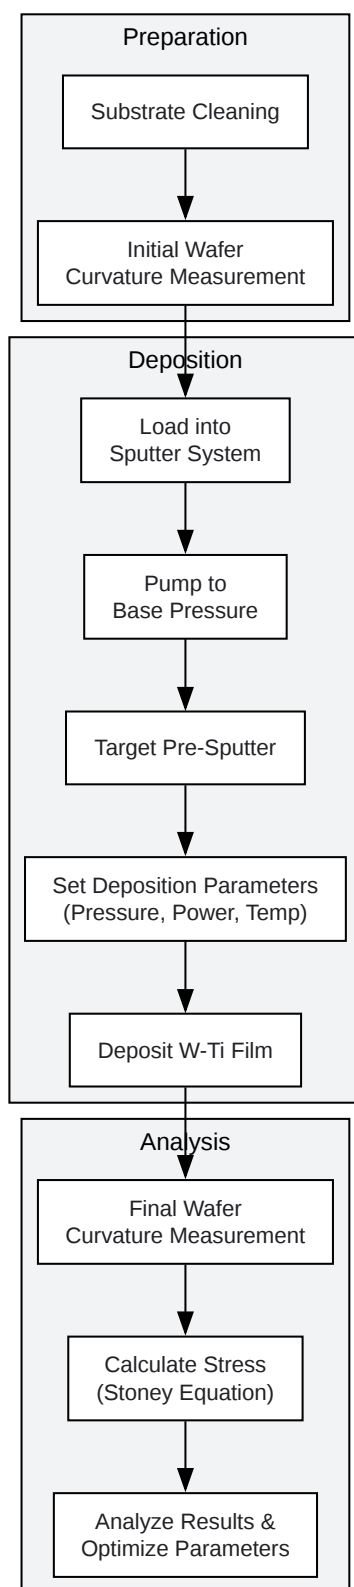 Preparation
Substrate Cleaning
Initial Wafer
Curvature Measurement
Deposition
Load into
Sputter System
Pump to
Base Pressure
Target Pre-Sputter
Set Deposition Parameters
(Pressure, Power, Temp)
Deposit W-Ti Film
Analysis
Final Wafer
Curvature Measurement
Calculate Stress
(Stoney Equation)
Analyze Results &
Optimize Parameters